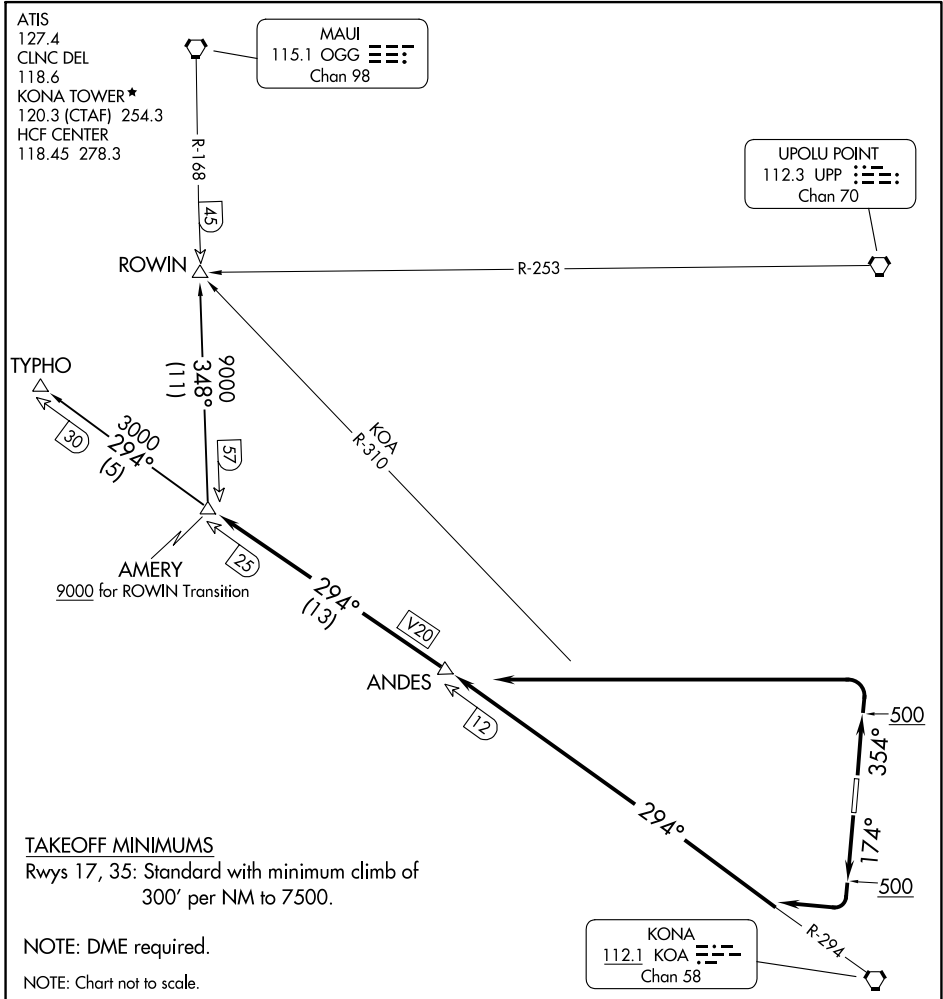 ATIS
127.4
CLNC DEL
118.6
KONA TOWER★
120.3 (CTAF) 254.3
HCF CENTER
118.45 278.3
MAUI
115.1 OGG
Chan 98
R-168
45
UPOLU POINT
112.3 UPP
Chan 70
ROWIN
R-253
TYPHO
30
3000
294°
(5)
9000
348°
(11)
57
KOA
R-310
AMERY
9000 for ROWIN Transition
25
294°
(13)
V20
ANDES
12
500
354°
294°
174°
500
R-294
TAKEOFF MINIMUMS
Rwys 17, 35: Standard with minimum climb of
300' per NM to 7500.
NOTE: DME required.
NOTE: Chart not to scale.
KONA
112.1 KOA
Chan 58